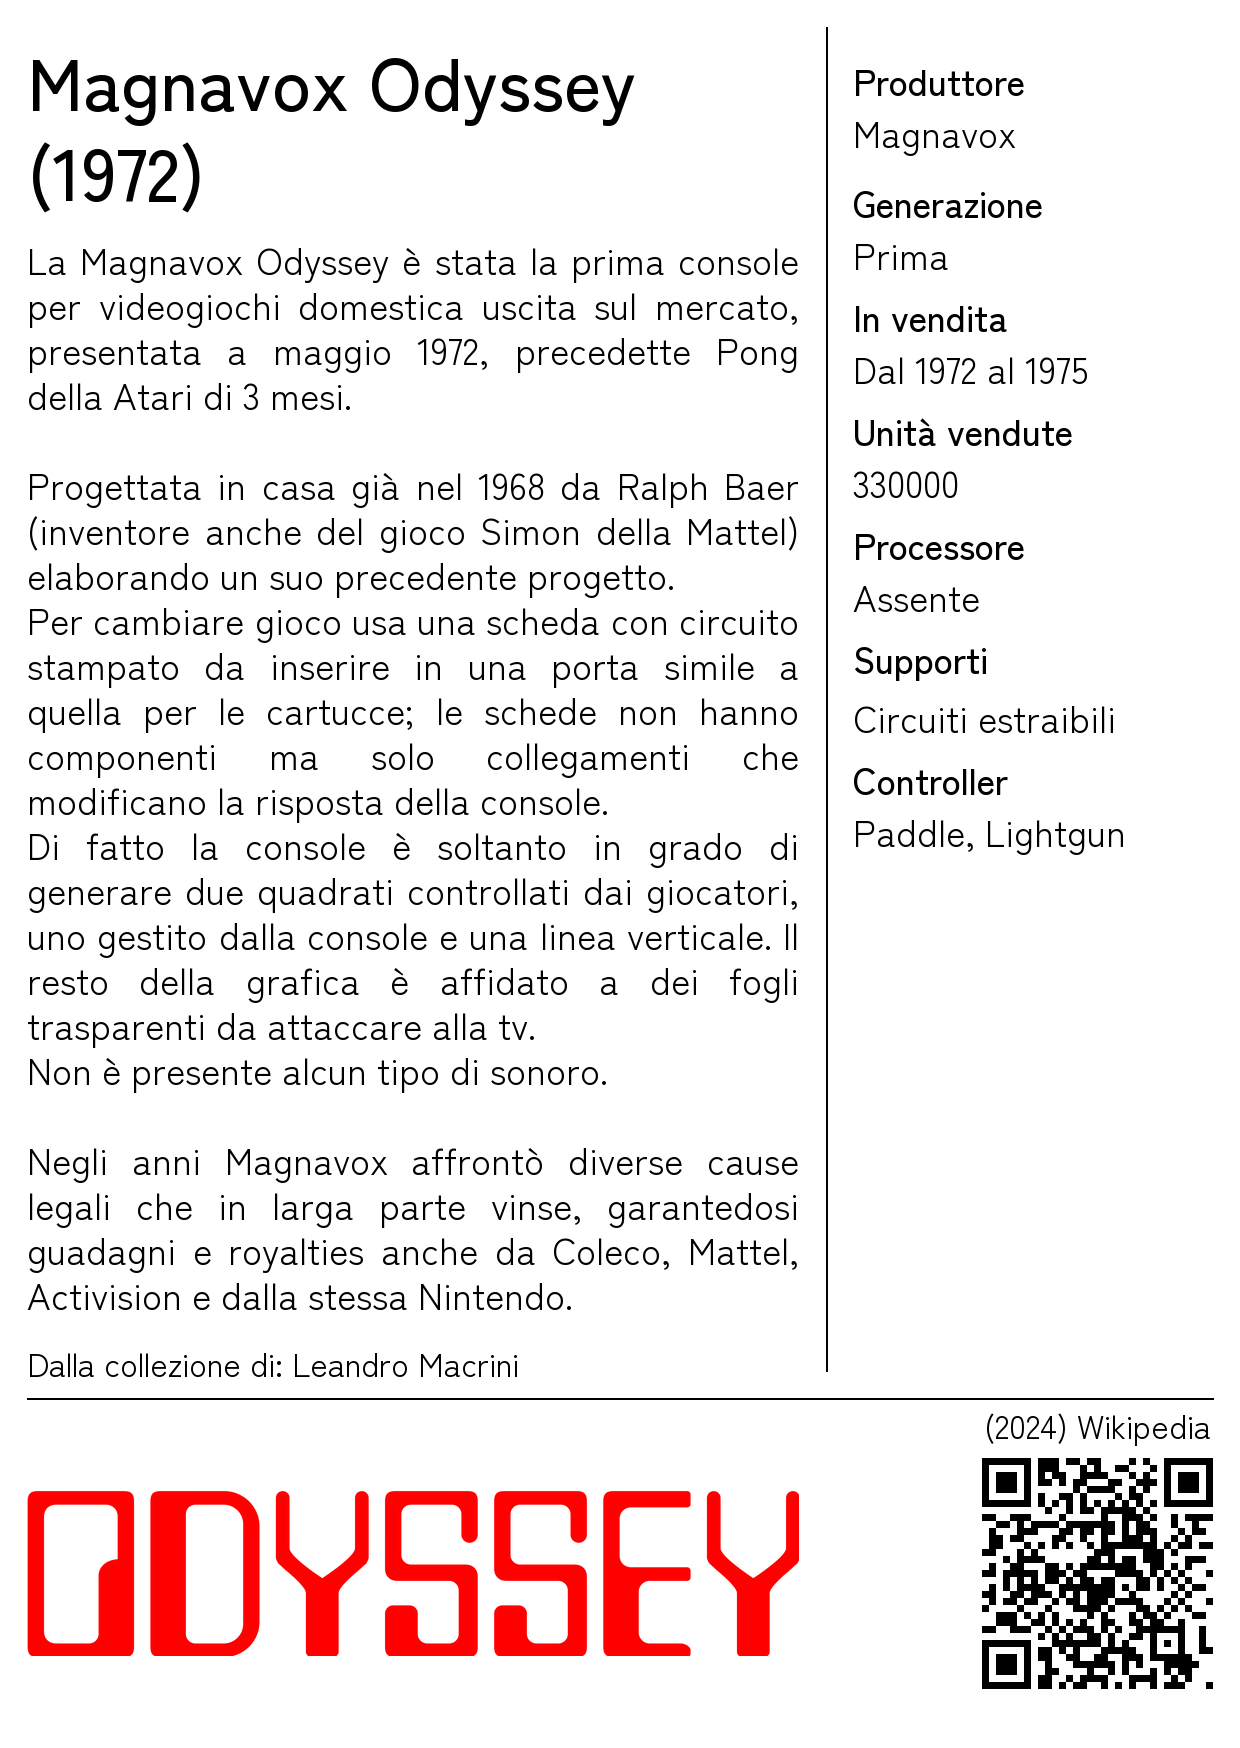 Magnavox Odyssey
(1972)
La Magnavox Odyssey è stata la prima console
per videogiochi domestica uscita sul mercato,
presentata a maggio 1972, precedette Pong
della Atari di 3 mesi.
Progettata in casa già nel 1968 da Ralph Baer
(inventore anche del gioco Simon della Mattel)
elaborando un suo precedente progetto.
Per cambiare gioco usa una scheda con circuito
stampato da inserire in una porta simile a
quella per le cartucce; le schede non hanno
componenti ma solo collegamenti che
modificano la risposta della console.
Di fatto la console è soltanto in grado di
generare due quadrati controllati dai giocatori,
uno gestito dalla console e una linea verticale. Il
resto della grafica è affidato a dei fogli
trasparenti da attaccare alla tv.
Non è presente alcun tipo di sonoro.
Negli anni Magnavox affrontò diverse cause
legali che in larga parte vinse, garantedosi
guadagni e royalties anche da Coleco, Mattel,
Activision e dalla stessa Nintendo.
Dalla collezione di: Leandro Macrini
Produttore
Magnavox
Generazione
Prima
In vendita
Dal 1972 al 1975
Unità vendute
330000
Processore
Assente
Supporti
Circuiti estraibili
Controller
Paddle, Lightgun
(2024) Wikipedia
ODYSSEY